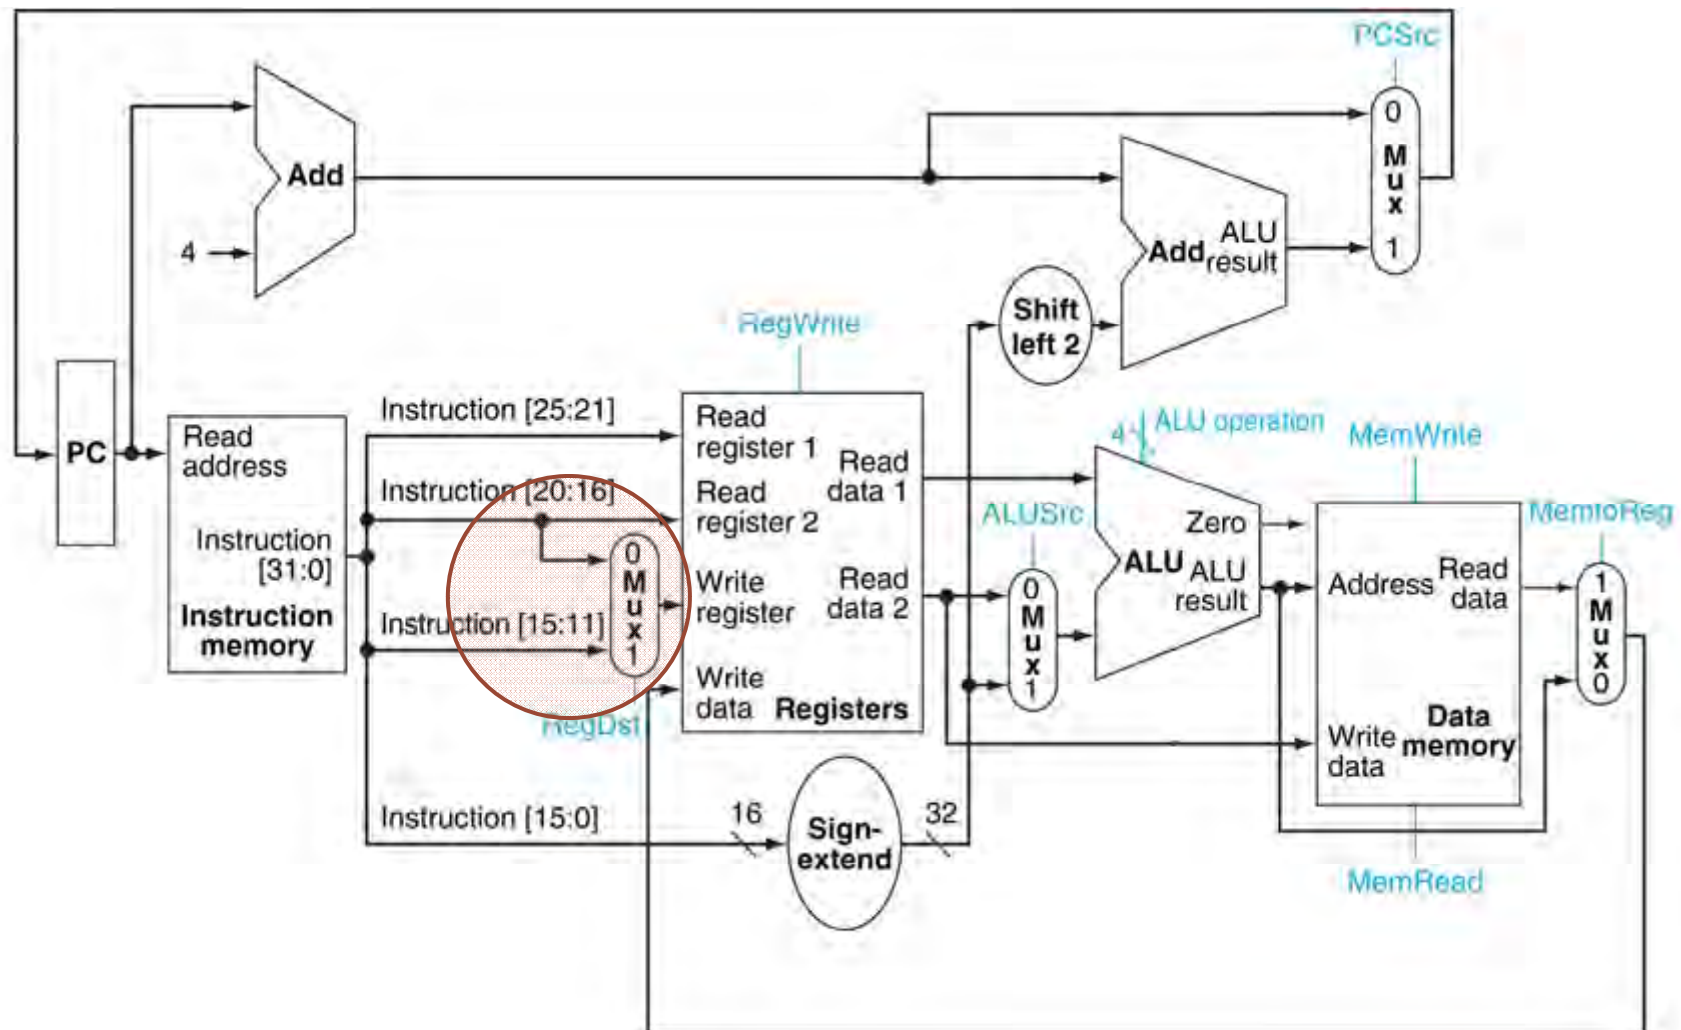 PCSrc
0
Mux
1
Add
4
Add
ALU
result
Shift
left 2
RegWrite
PC
Read
address
Instruction
[31:0]
Instruction
memory
Instruction [25:21]
Instruction [20:16]
Instruction [15:11]
Instruction [15:0]
0
Mux
1
RegDst
Read
register 1
Read
register 2
Write
register
Write
data
Read
data 1
Read
data 2
Registers
16
Sign-
extend
32
ALUSrc
0
Mux
1
4
ALU operation
Zero
ALU
ALU
result
MemWrite
Address
Read
data
Write
data
Data
memory
MemRead
MemtoReg
1
Mux
0